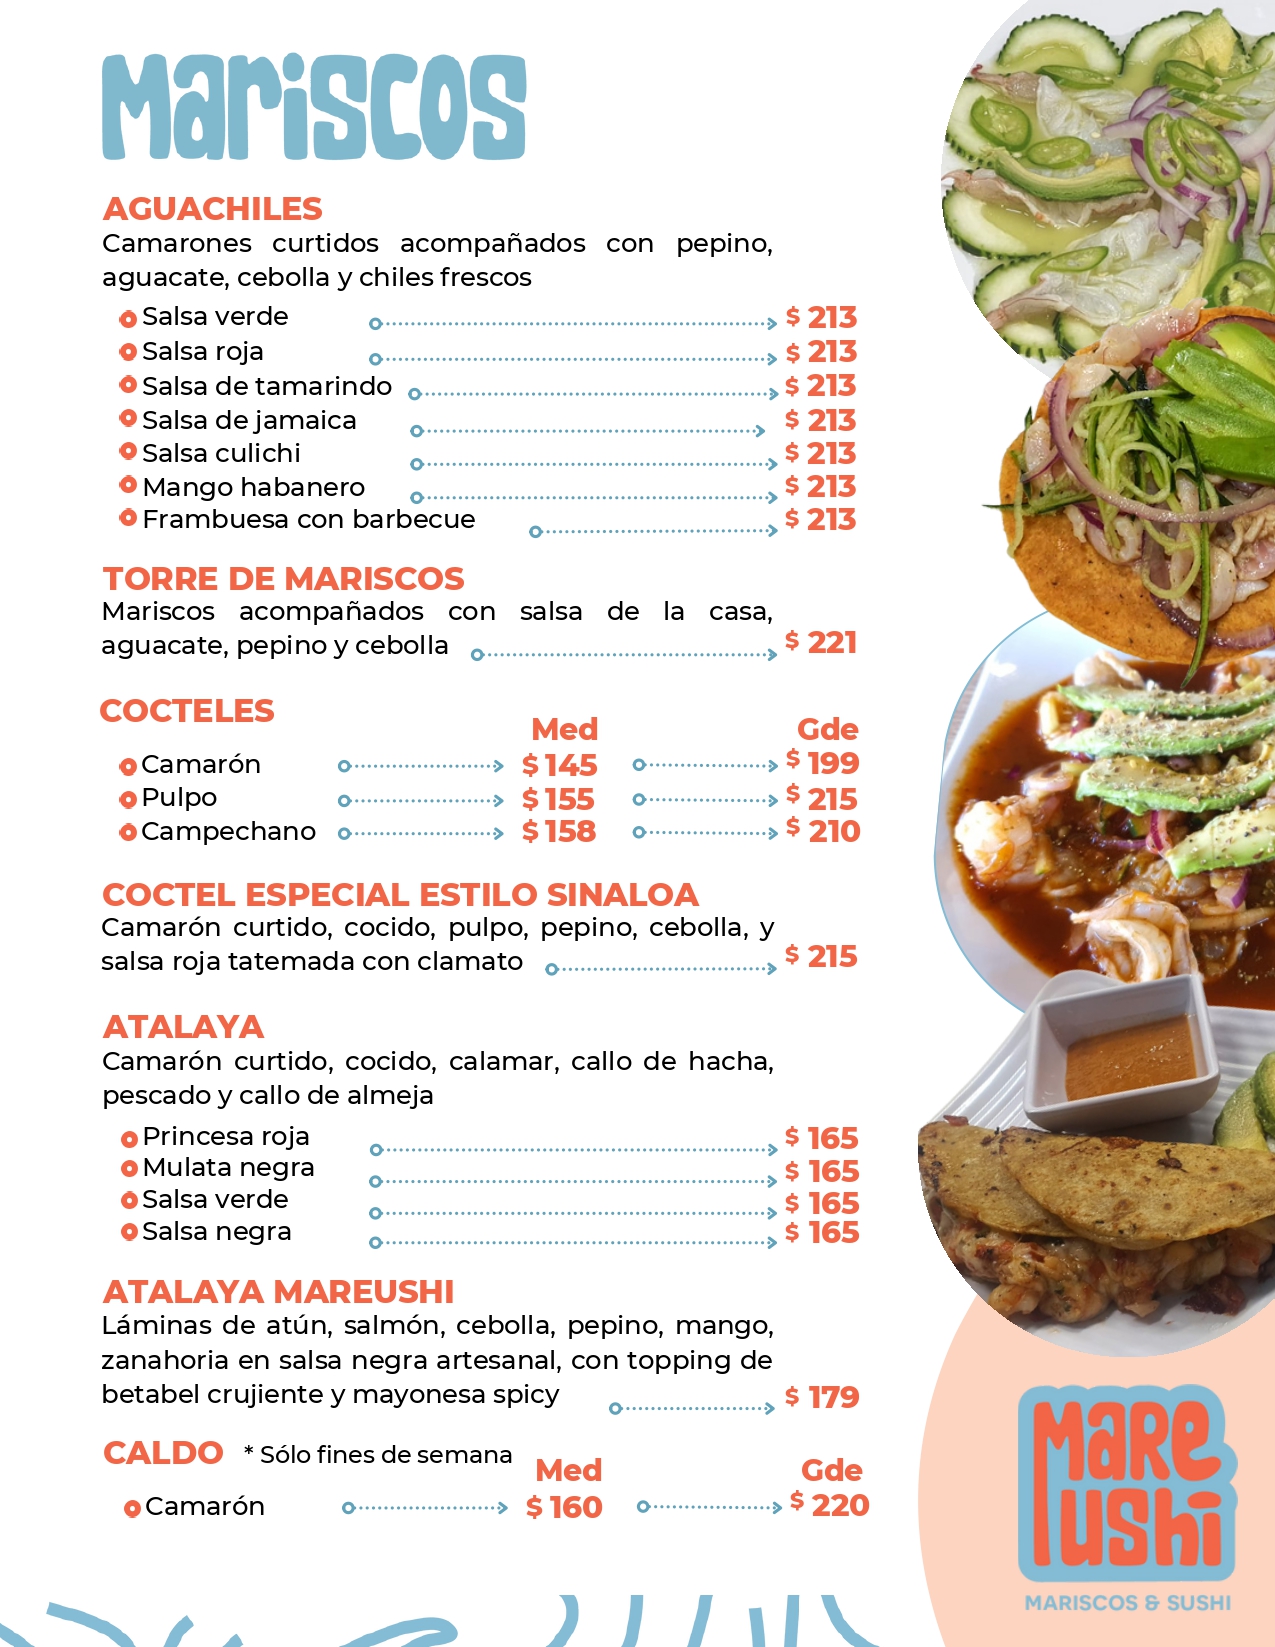 Mariscos
AGUACHILES
Camarones curtidos acompañados con pepino,
aguacate, cebolla y chiles frescos
Salsa verde $ 213
Salsa roja $ 213
Salsa de tamarindo $ 213
Salsa de jamaica $ 213
Salsa culichi $ 213
Mango habanero $ 213
Frambuesa con barbecue $ 213
TORRE DE MARISCOS
Mariscos acompañados con salsa de la casa,
aguacate, pepino y cebolla $ 221
COCTELES
Med Gde
Camarón $ 145 $ 199
Pulpo $ 155 $ 215
Campechano $ 158 $ 210
COCTEL ESPECIAL ESTILO SINALOA
Camarón curtido, cocido, pulpo, pepino, cebolla, y
salsa roja tatemada con clamato $ 215
ATALAYA
Camarón curtido, cocido, calamar, callo de hacha,
pescado y callo de almeja
Princesa roja $ 165
Mulata negra $ 165
Salsa verde $ 165
Salsa negra $ 165
ATALAYA MAREUSHI
Láminas de atún, salmón, cebolla, pepino, mango,
zanahoria en salsa negra artesanal, con topping de
betabel crujiente y mayonesa spicy $ 179
CALDO * Sólo fines de semana
Med Gde
Camarón $ 160 $ 220
Mare
ushi
MARISCOS & SUSHI